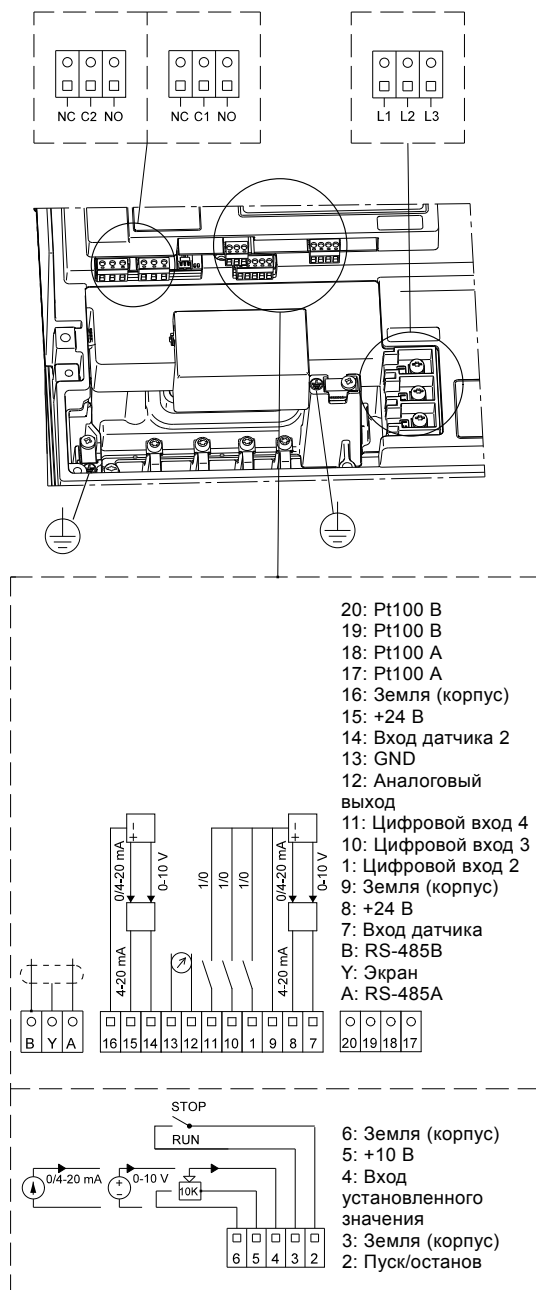 NC C2 NO
NC C1 NO
L1 L2 L3
20: Pt100 B
19: Pt100 B
18: Pt100 A
17: Pt100 A
16: Земля (корпус)
15: +24 В
14: Вход датчика 2
13: GND
12: Аналоговый
выход
11: Цифровой вход 4
10: Цифровой вход 3
1: Цифровой вход 2
9: Земля (корпус)
8: +24 В
7: Вход датчика
B: RS-485B
Y: Экран
A: RS-485A
- +
0/4-20 mA
0-10 V
4-20 mA
1/0
1/0
1/0
- +
0/4-20 mA
0-10 V
4-20 mA
B Y A
16 15 14 13 12 11 10 1 9 8 7
20 19 18 17
STOP
RUN
0/4-20 mA
+ -
0-10 V
10K
6 5 4 3 2
6: Земля (корпус)
5: +10 В
4: Вход
установленного
значения
3: Земля (корпус)
2: Пуск/останов